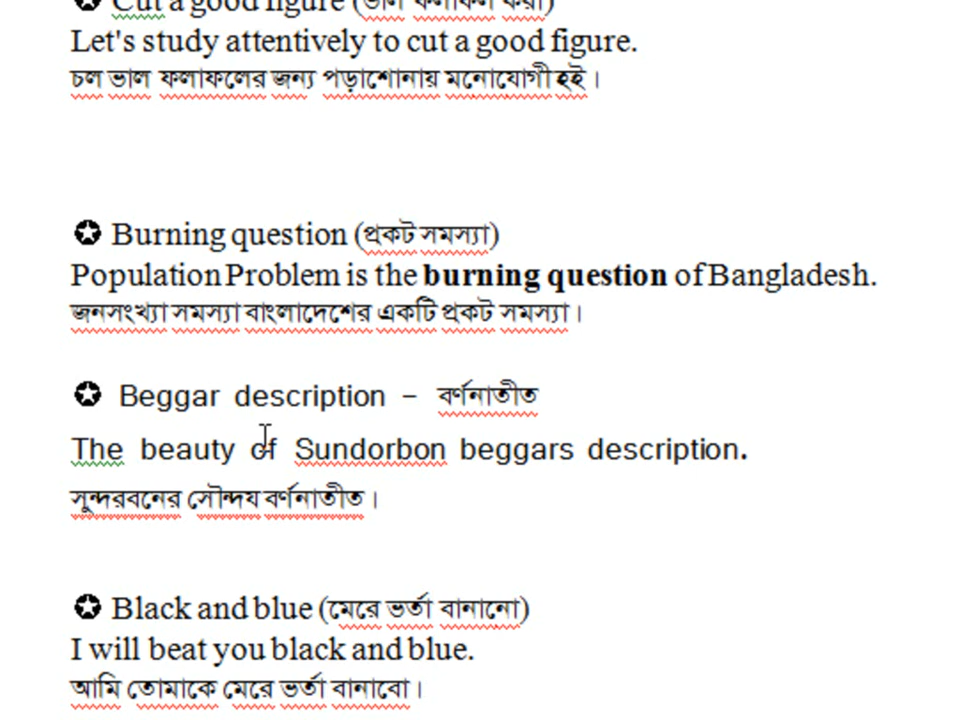 ✪ Cut a good figure (ভাল ফলাফল করা)
Let's study attentively to cut a good figure.
চল ভাল ফলাফলের জন্য পড়াশোনায় মনোযোগী হই।
✪ Burning question (প্রকট সমস্যা)
Population Problem is the burning question of Bangladesh.
জনসংখ্যা সমস্যা বাংলাদেশের একটি প্রকট সমস্যা।
✪ Beggar description – বর্ণনাতীত
The beauty of Sundorbon beggars description.
সুন্দরবনের সৌন্দয বর্ণনাতীত।
✪ Black and blue (মেরে ভর্তা বানানো)
I will beat you black and blue.
আমি তোমাকে মেরে ভর্তা বানাবো।